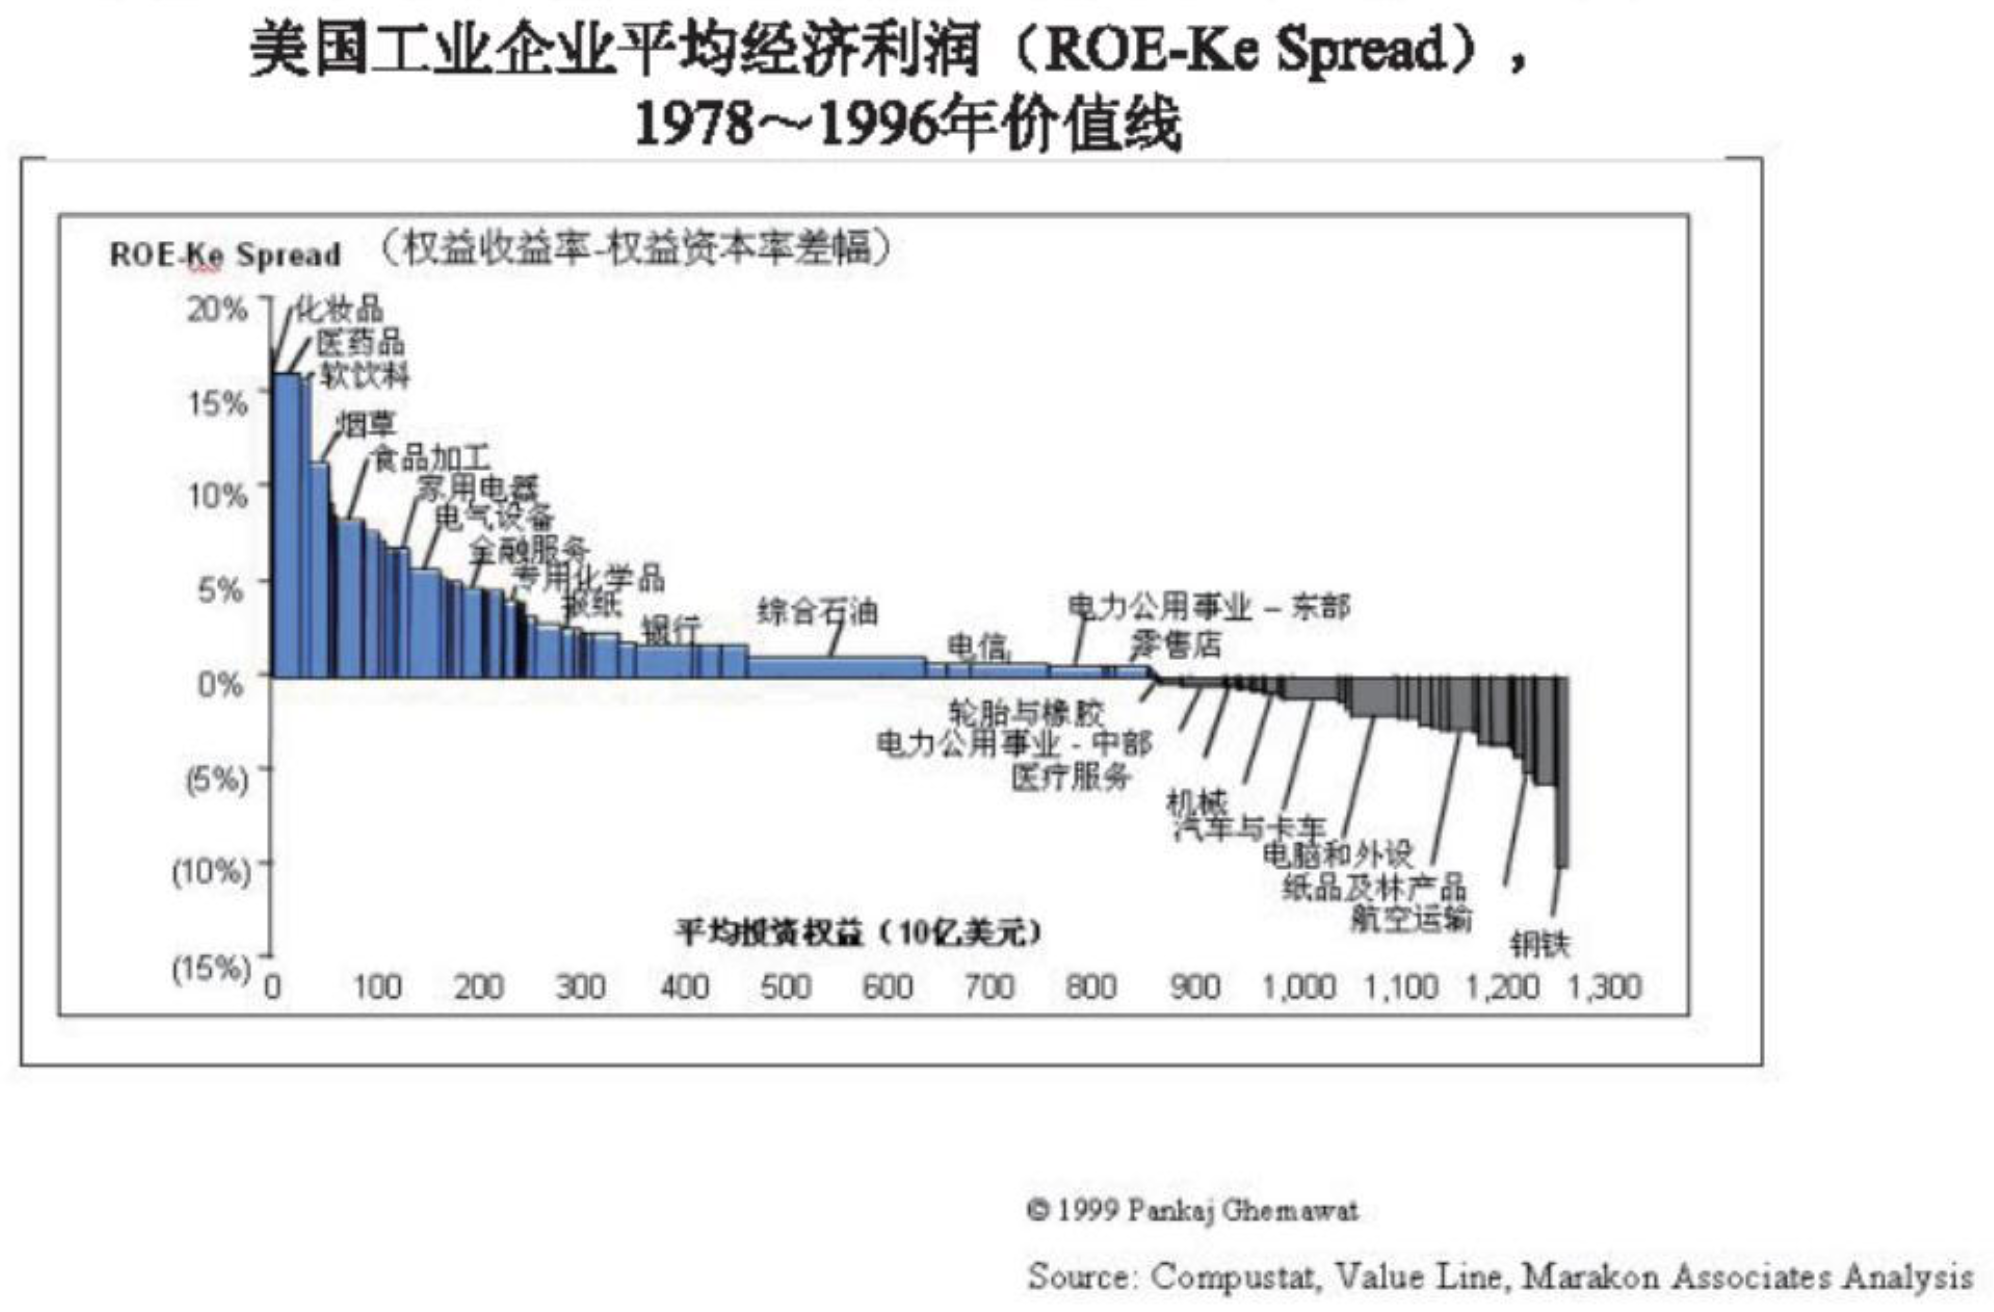 美国工业企业平均经济利润（ROE-Ke Spread），
1978～1996年价值线
ROE-Ke Spread （权益收益率-权益资本率差幅）
20%
15%
10%
5%
0%
(5%)
(10%)
(15%)
化妆品
医药品
软饮料
烟草
食品加工
家用电器
电气设备
金融服务
专用化学品
报纸
银行
综合石油
电信
电力公用事业 – 东部
零售店
轮胎与橡胶
电力公用事业 - 中部
医疗服务
机械
汽车与卡车
电脑和外设
纸品及林产品
航空运输
钢铁
平均投资权益（10亿美元）
0 100 200 300 400 500 600 700 800 900 1,000 1,100 1,200 1,300
© 1999 Pankaj Ghemawat
Source: Compustat, Value Line, Marakon Associates Analysis